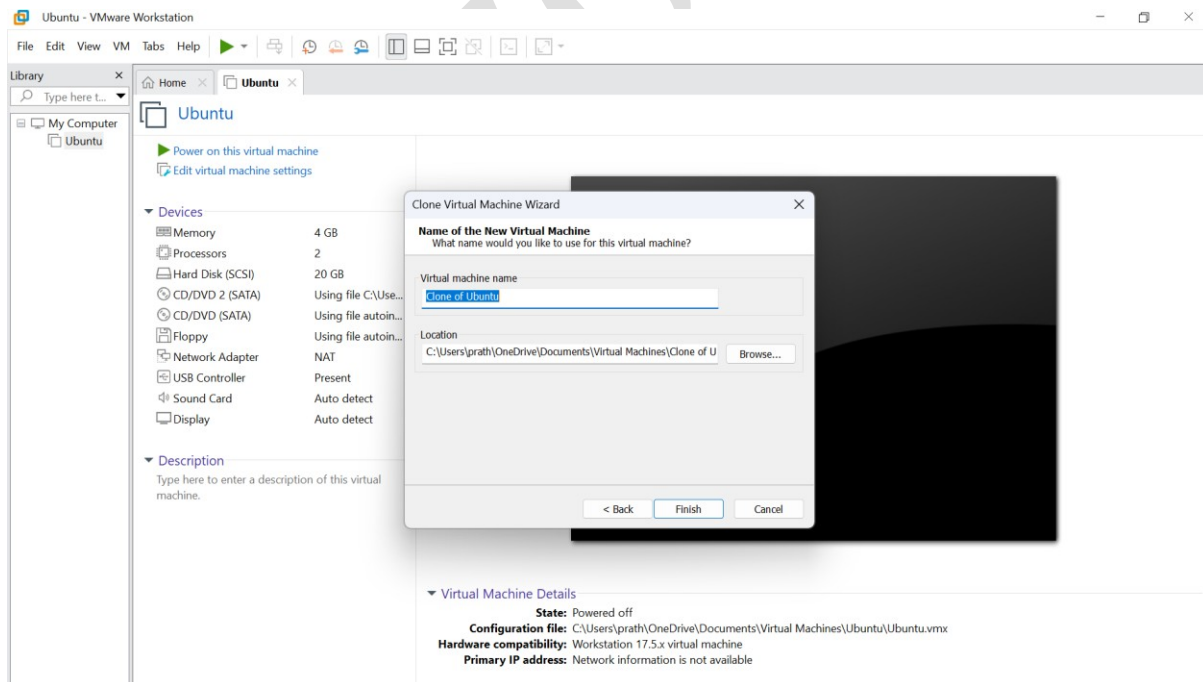 Ubuntu - VMware Workstation
File Edit View VM Tabs Help
Library
Type here t...
My Computer
Ubuntu
Home
Ubuntu
Ubuntu
Power on this virtual machine
Edit virtual machine settings
Devices
Memory 4 GB
Processors 2
Hard Disk (SCSI) 20 GB
CD/DVD 2 (SATA) Using file C:\Use...
CD/DVD (SATA) Using file autoin...
Floppy Using file autoin...
Network Adapter NAT
USB Controller Present
Sound Card Auto detect
Display Auto detect
Description
Type here to enter a description of this virtual
machine.
Clone Virtual Machine Wizard
Name of the New Virtual Machine
What name would you like to use for this virtual machine?
Virtual machine name
Clone of Ubuntu
Location
C:\Users\prath\OneDrive\Documents\Virtual Machines\Clone of U
Browse...
< Back Finish Cancel
Virtual Machine Details
State: Powered off
Configuration file: C:\Users\prath\OneDrive\Documents\Virtual Machines\Ubuntu\Ubuntu.vmx
Hardware compatibility: Workstation 17.5.x virtual machine
Primary IP address: Network information is not available